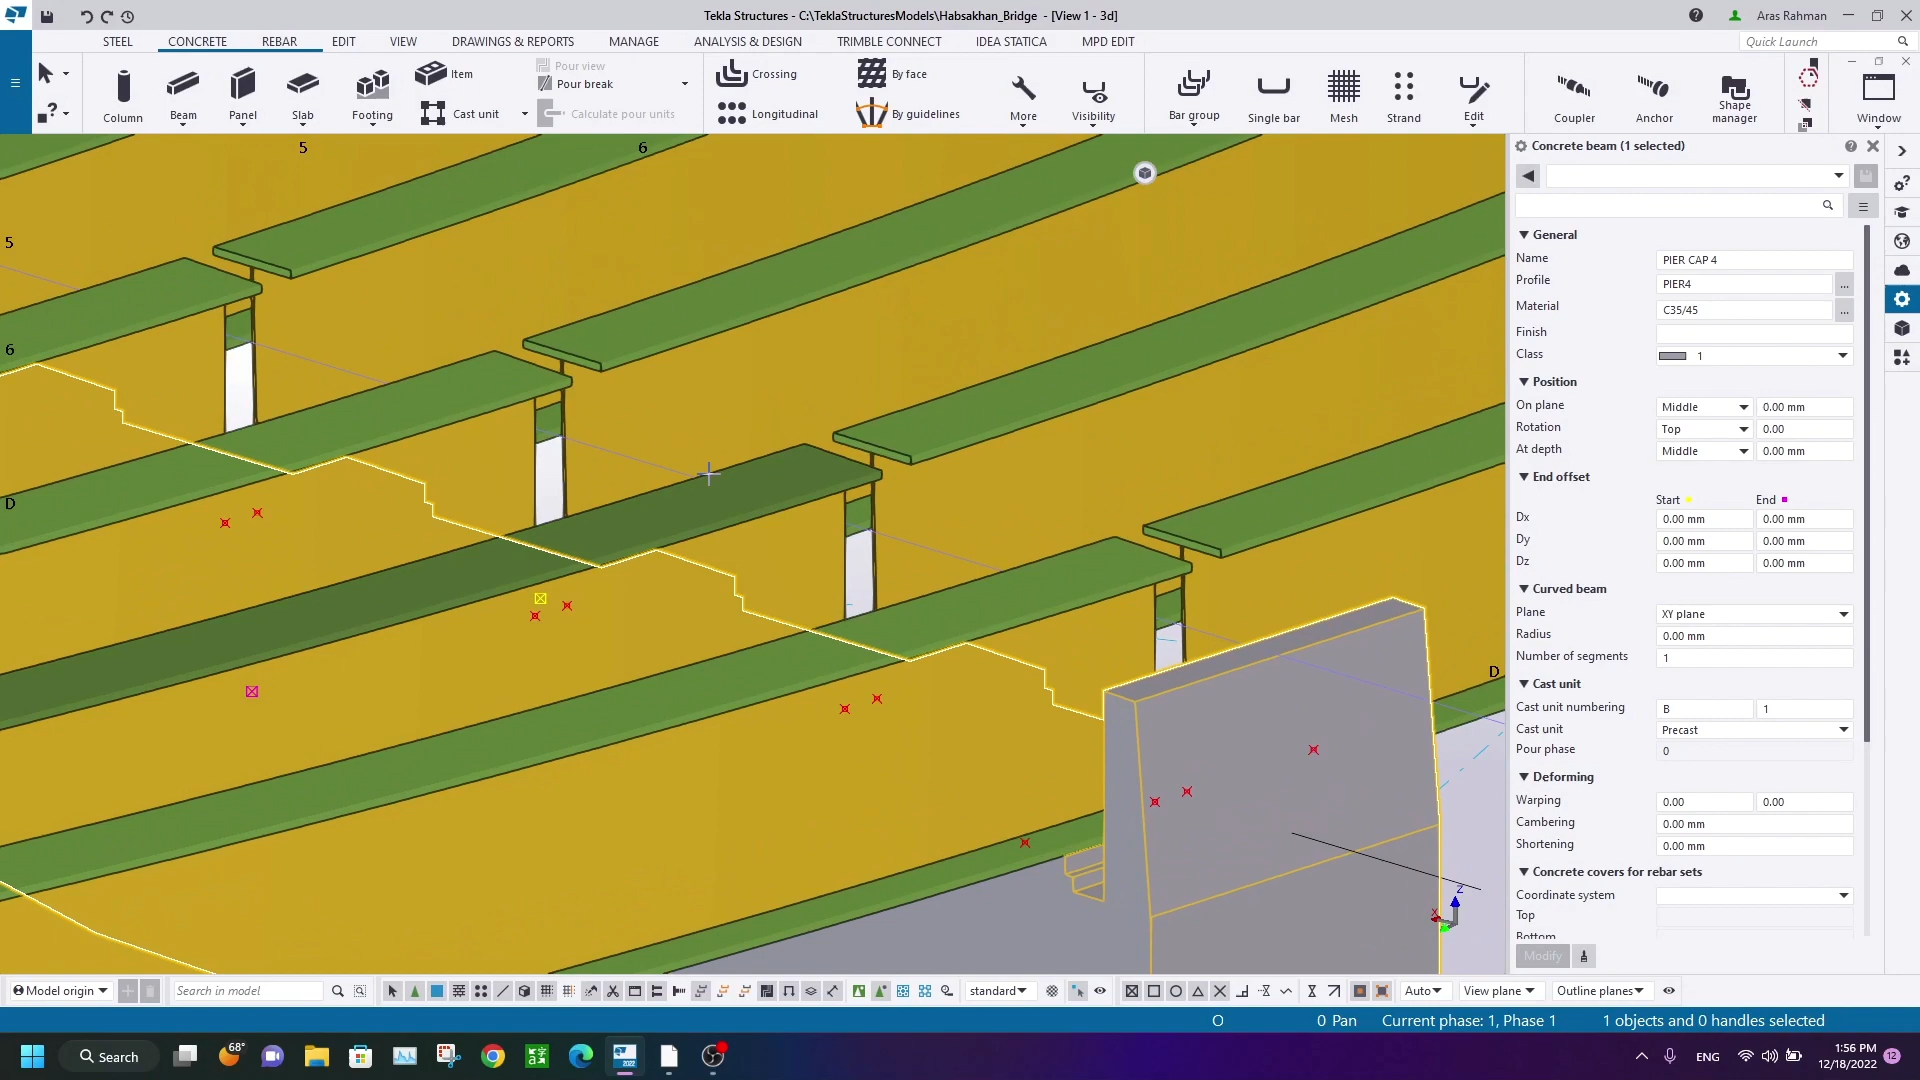 Tekla Structures - C:\TeklaStructuresModels\Habsakhan_Bridge - [View 1 - 3d]
Aras Rahman
STEEL CONCRETE REBAR EDIT VIEW DRAWINGS & REPORTS MANAGE ANALYSIS & DESIGN TRIMBLE CONNECT IDEA STATICA MPD EDIT
Quick Launch
Column
Beam
Panel
Slab
Footing
Item
Cast unit
Pour view
Pour break
Calculate pour units
Crossing
Longitudinal
By face
By guidelines
More
Visibility
Bar group
Single bar
Mesh
Strand
Edit
Coupler
Anchor
Shape
manager
Window
5
6
5
6
D
D
Z
X
Concrete beam (1 selected)
General
Name PIER CAP 4
Profile PIER4 ...
Material C35/45 ...
Finish
Class 1
Position
On plane Middle 0.00 mm
Rotation Top 0.00
At depth Middle 0.00 mm
End offset
Start End
Dx 0.00 mm 0.00 mm
Dy 0.00 mm 0.00 mm
Dz 0.00 mm 0.00 mm
Curved beam
Plane XY plane
Radius 0.00 mm
Number of segments 1
Cast unit
Cast unit numbering B 1
Cast unit Precast
Pour phase 0
Deforming
Warping 0.00 0.00
Cambering 0.00 mm
Shortening 0.00 mm
Concrete covers for rebar sets
Coordinate system
Top
Bottom
Modify
Model origin Search in model standard Auto View plane Outline planes
O 0 Pan Current phase: 1, Phase 1 1 objects and 0 handles selected
Search 68° 2022 ENG 1:56 PM
12/18/2022 12